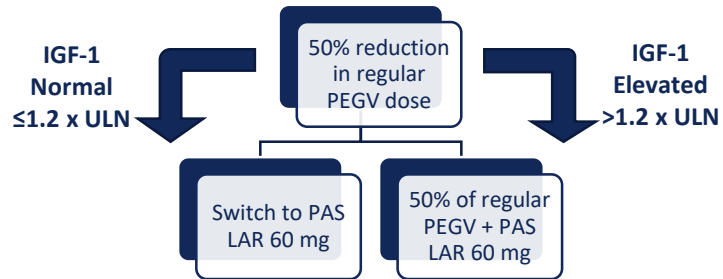 IGF-1
Normal
≤1.2 x ULN
50% reduction
in regular
PEGV dose
IGF-1
Elevated
>1.2 x ULN
Switch to PAS
LAR 60 mg
50% of regular
PEGV + PAS
LAR 60 mg